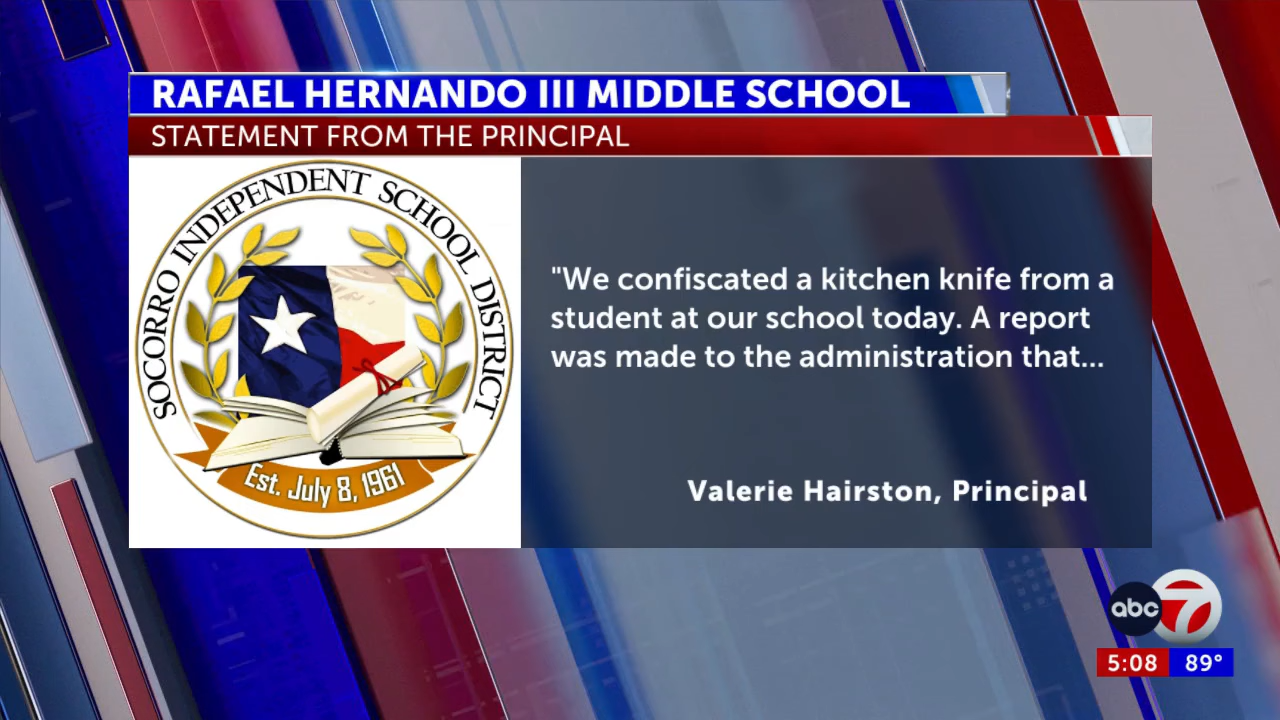 RAFAEL HERNANDO III MIDDLE SCHOOL
STATEMENT FROM THE PRINCIPAL
SOCORRO INDEPENDENT SCHOOL DISTRICT
Est. July 8, 1961
"We confiscated a kitchen knife from a
student at our school today. A report
was made to the administration that...
Valerie Hairston, Principal
abc 7
5:08 89°